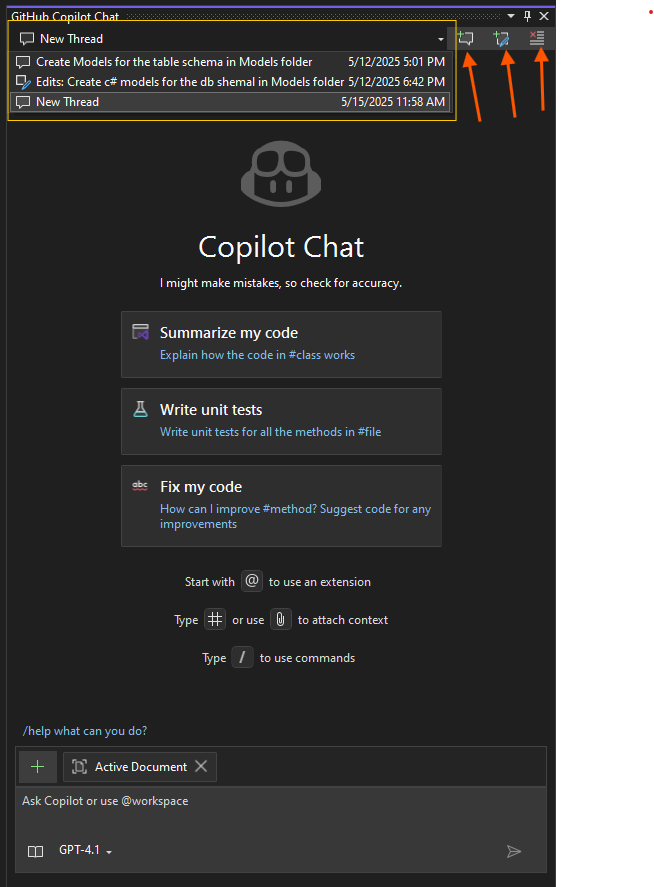 GitHub Copilot Chat
New Thread
Create Models for the table schema in Models folder 5/12/2025 5:01 PM
Edits: Create c# models for the db shemal in Models folder 5/12/2025 6:42 PM
New Thread 5/15/2025 11:58 AM
Copilot Chat
I might make mistakes, so check for accuracy.
Summarize my code
Explain how the code in #class works
Write unit tests
Write unit tests for all the methods in #file
abc Fix my code
How can I improve #method? Suggest code for any
improvements
Start with @ to use an extension
Type # or use to attach context
Type / to use commands
/help what can you do?
+ Active Document
Ask Copilot or use @workspace
GPT-4.1